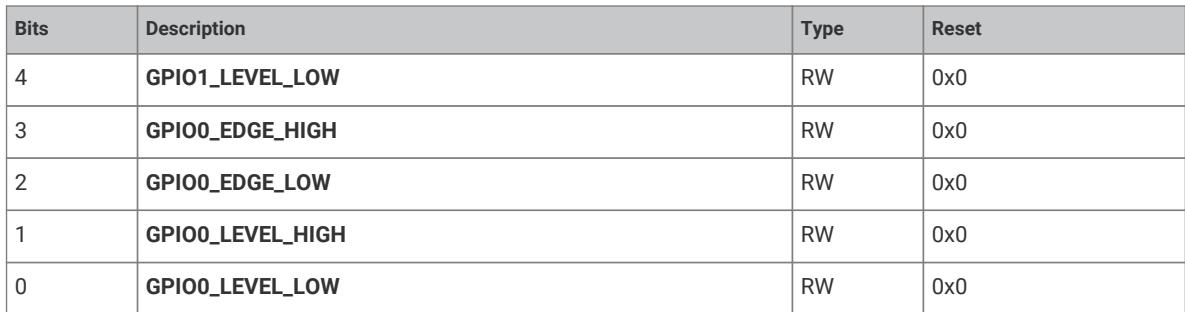 Bits Description Type Reset
4 GPIO1_LEVEL_LOW RW 0x0
3 GPIO0_EDGE_HIGH RW 0x0
2 GPIO0_EDGE_LOW RW 0x0
1 GPIO0_LEVEL_HIGH RW 0x0
0 GPIO0_LEVEL_LOW RW 0x0